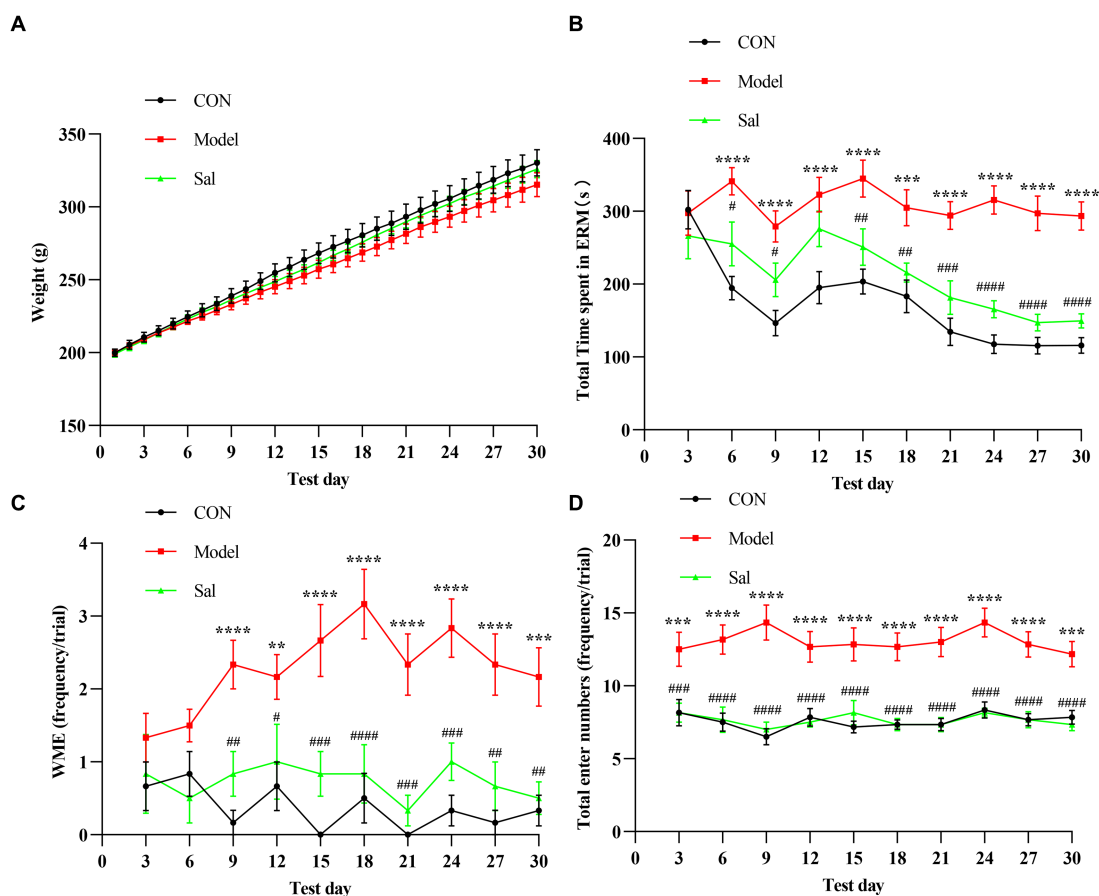 A
CON
Model
Sal
350
300
250
200
150
Weight (g)
0 3 6 9 12 15 18 21 24 27 30
Test day
B
CON
Model
Sal
400
300
200
100
0
Total Time spent in ERM(s)
**** **** **** **** *** **** **** **** ****
# # ## ## ### #### #### ####
0 3 6 9 12 15 18 21 24 27 30
Test day
C
CON
Model
Sal
4
3
2
1
0
WME (frequency/trial)
**** ** **** **** **** **** **** ***
## # ### #### ### ### ## ##
0 3 6 9 12 15 18 21 24 27 30
Test day
D
CON
Model
Sal
20
15
10
5
0
Total enter numbers (frequency/trial)
*** **** **** **** **** **** **** **** **** ***
### #### #### #### #### #### #### #### #### ####
0 3 6 9 12 15 18 21 24 27 30
Test day